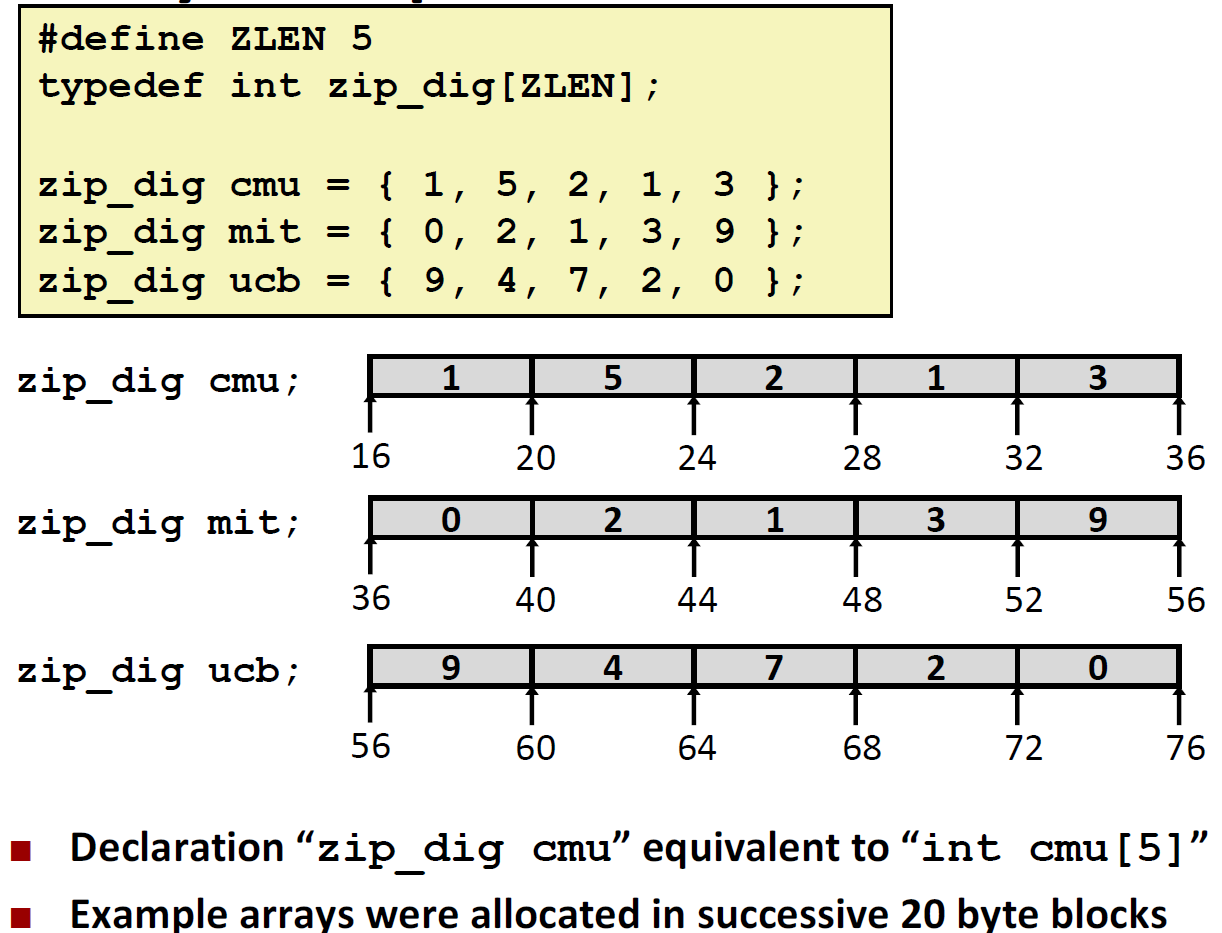 #define ZLEN 5
typedef int zip_dig[ZLEN];
zip_dig cmu = { 1, 5, 2, 1, 3 };
zip_dig mit = { 0, 2, 1, 3, 9 };
zip_dig ucb = { 9, 4, 7, 2, 0 };
zip_dig cmu; 1 5 2 1 3
16 20 24 28 32 36
zip_dig mit; 0 2 1 3 9
36 40 44 48 52 56
zip_dig ucb; 9 4 7 2 0
56 60 64 68 72 76
Declaration “zip_dig cmu” equivalent to “int cmu[5]”
Example arrays were allocated in successive 20 byte blocks